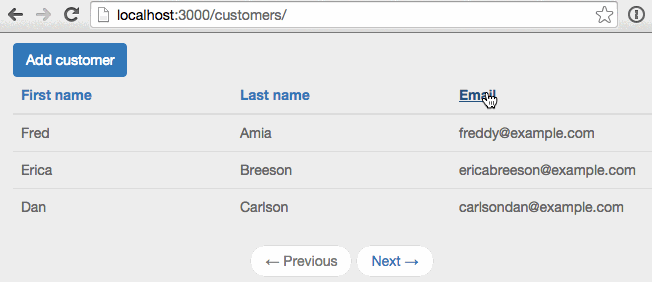 localhost:3000/customers/
Add customer
First name Last name Email
Fred Amia freddy@example.com
Erica Breeson ericabreeson@example.com
Dan Carlson carlsondan@example.com
← Previous Next →